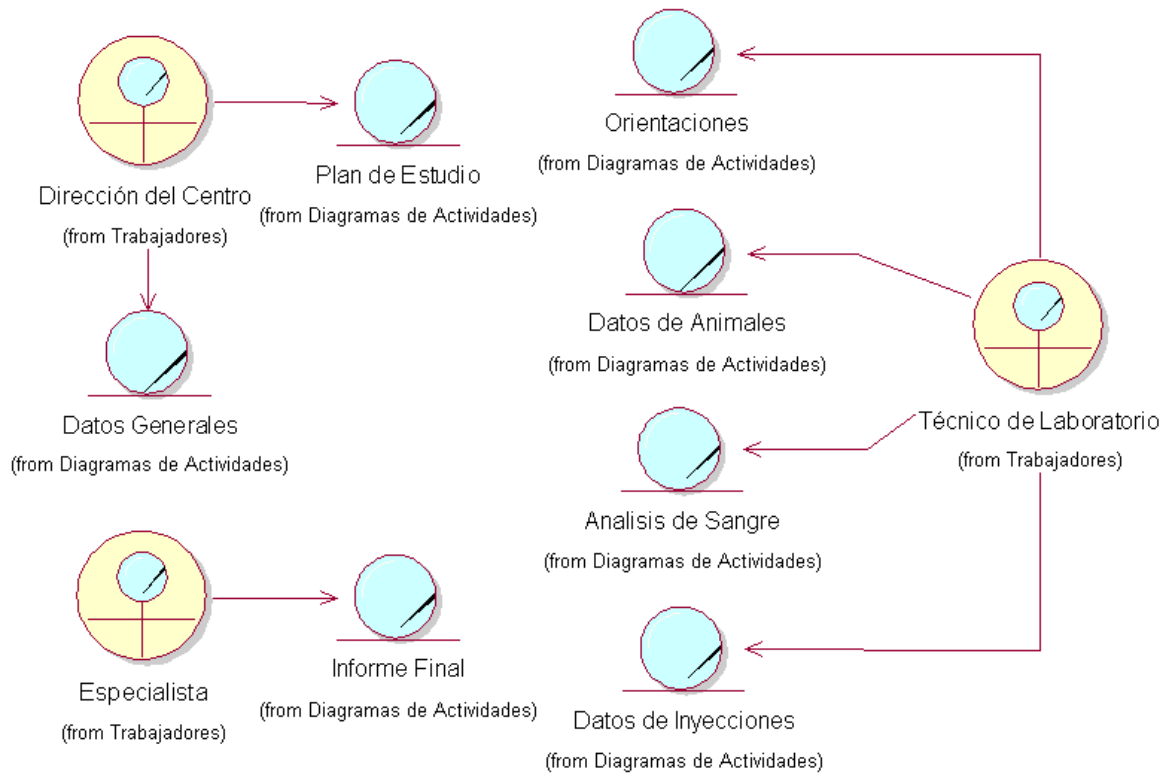 Dirección del Centro
(from Trabajadores)
Plan de Estudio
(from Diagramas de Actividades)
Datos Generales
(from Diagramas de Actividades)
Especialista
(from Trabajadores)
Informe Final
(from Diagramas de Actividades)
Orientaciones
(from Diagramas de Actividades)
Datos de Animales
(from Diagramas de Actividades)
Analisis de Sangre
(from Diagramas de Actividades)
Datos de Inyecciones
(from Diagramas de Actividades)
Técnico de Laboratorio
(from Trabajadores)